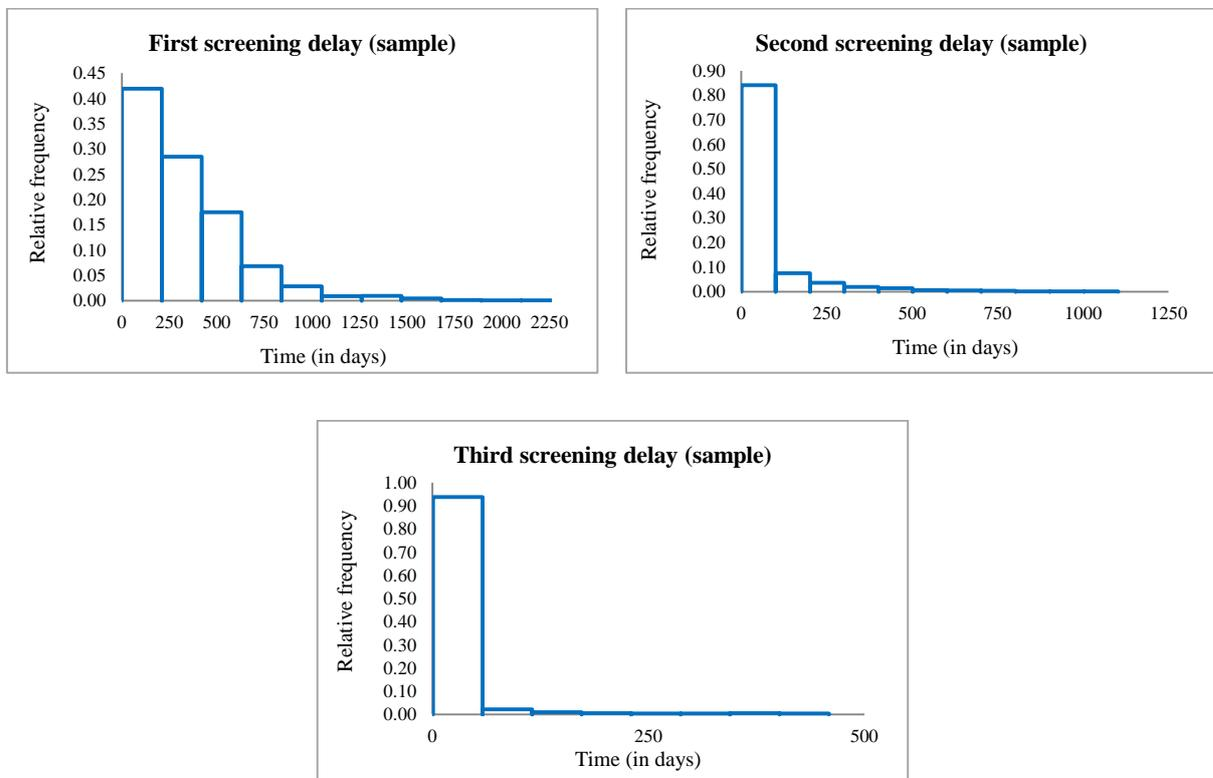 First screening delay (sample)
0.45
0.40
0.35
0.30
0.25
0.20
0.15
0.10
0.05
0.00
Relative frequency
0 250 500 750 1000 1250 1500 1750 2000 2250
Time (in days)
Second screening delay (sample)
0.90
0.80
0.70
0.60
0.50
0.40
0.30
0.20
0.10
0.00
Relative frequency
0 250 500 750 1000 1250
Time (in days)
Third screening delay (sample)
1.00
0.90
0.80
0.70
0.60
0.50
0.40
0.30
0.20
0.10
0.00
Relative frequency
0 250 500
Time (in days)